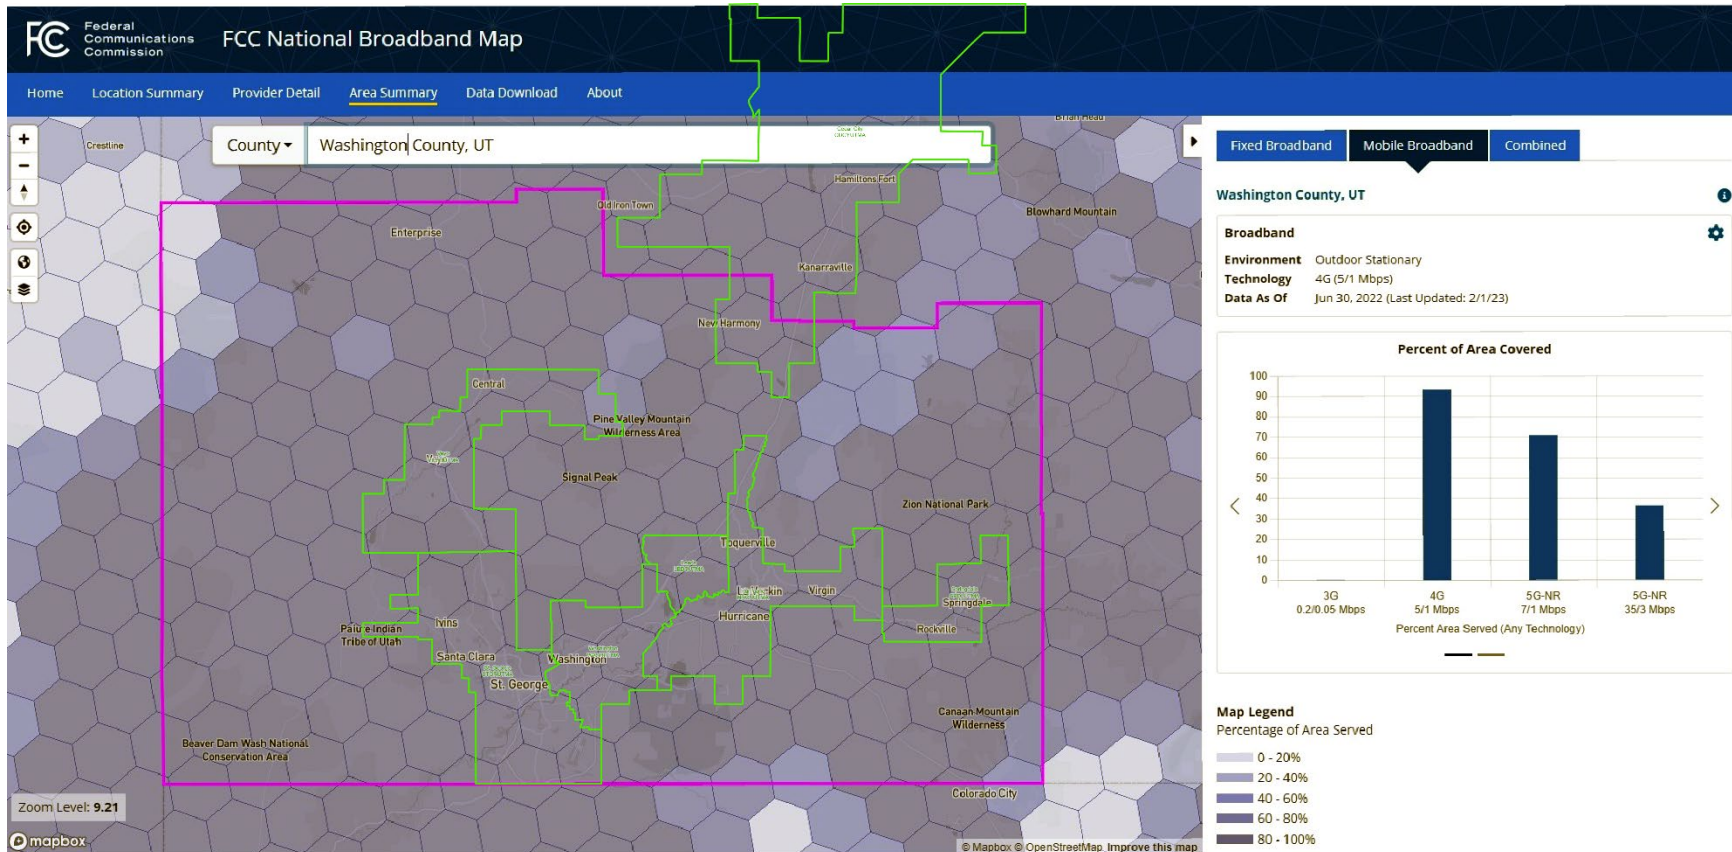 Federal
Communications
Commission
FCC National Broadband Map
Home
Location Summary
Provider Detail
Area Summary
Data Download
About
County
Washington County, UT
Crestline
Brian Head
Cedar City
Hamiltons Fort
Old Iron Town
Blowhard Mountain
Enterprise
Kanarraville
New Harmony
Central
Pine Valley Mountain
Wilderness Area
Signal Peak
Zion National Park
Toquerville
La Verkin
Virgin
Springdale
Hurricane
Rockville
Ivins
Paiute Indian
Tribe of Utah
Santa Clara
Washington
St. George
Canaan Mountain
Wilderness
Beaver Dam Wash National
Conservation Area
Colorado City
Zoom Level: 9.21
mapbox
© Mapbox © OpenStreetMap Improve this map
Fixed Broadband
Mobile Broadband
Combined
Washington County, UT
Broadband
Environment Outdoor Stationary
Technology 4G (5/1 Mbps)
Data As Of Jun 30, 2022 (Last Updated: 2/1/23)
Percent of Area Covered
100
90
80
70
60
50
40
30
20
10
0
3G
0.2/0.05 Mbps
4G
5/1 Mbps
5G-NR
7/1 Mbps
5G-NR
35/3 Mbps
Percent Area Served (Any Technology)
Map Legend
Percentage of Area Served
0 - 20%
20 - 40%
40 - 60%
60 - 80%
80 - 100%